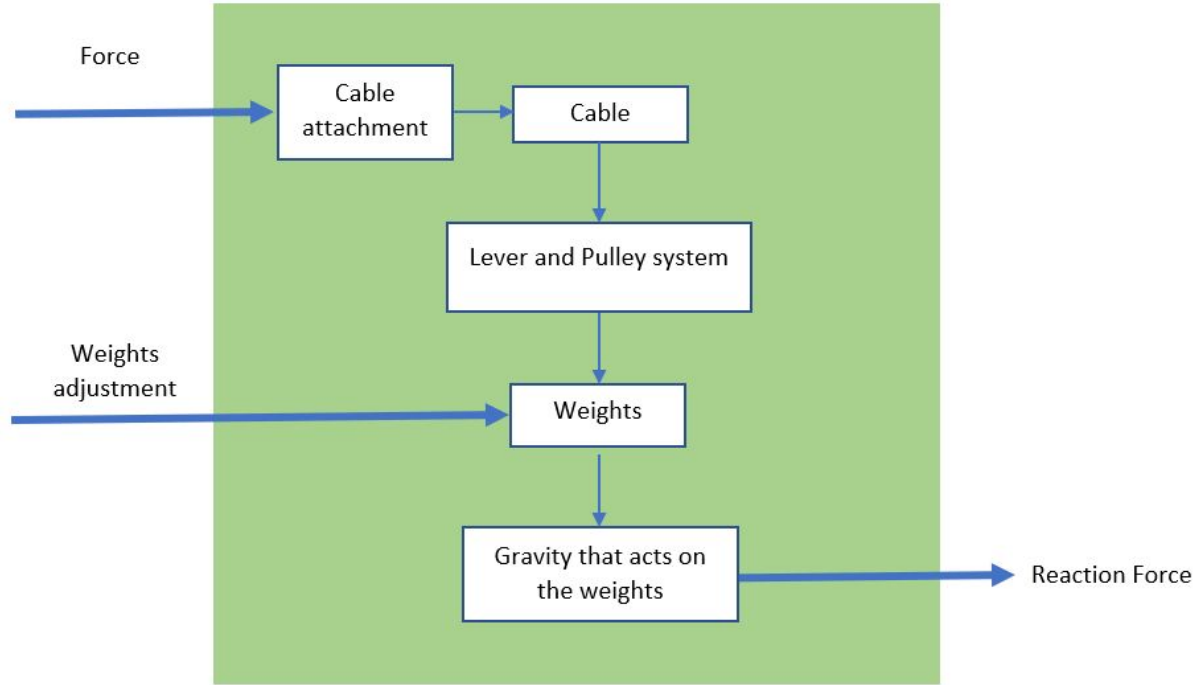 Force
Cable
attachment
Cable
Lever and Pulley system
Weights
adjustment
Weights
Gravity that acts on
the weights
Reaction Force